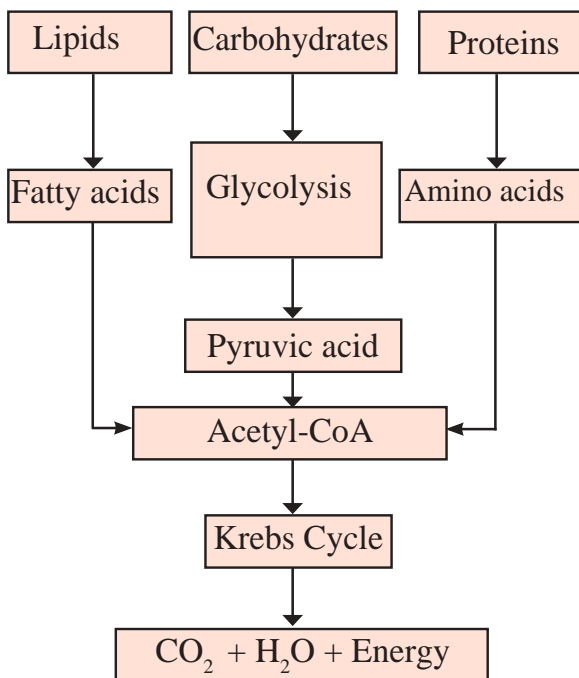 Lipids
Carbohydrates
Proteins
Fatty acids
Glycolysis
Amino acids
Pyruvic acid
Acetyl-CoA
Krebs Cycle
CO₂ + H₂O + Energy